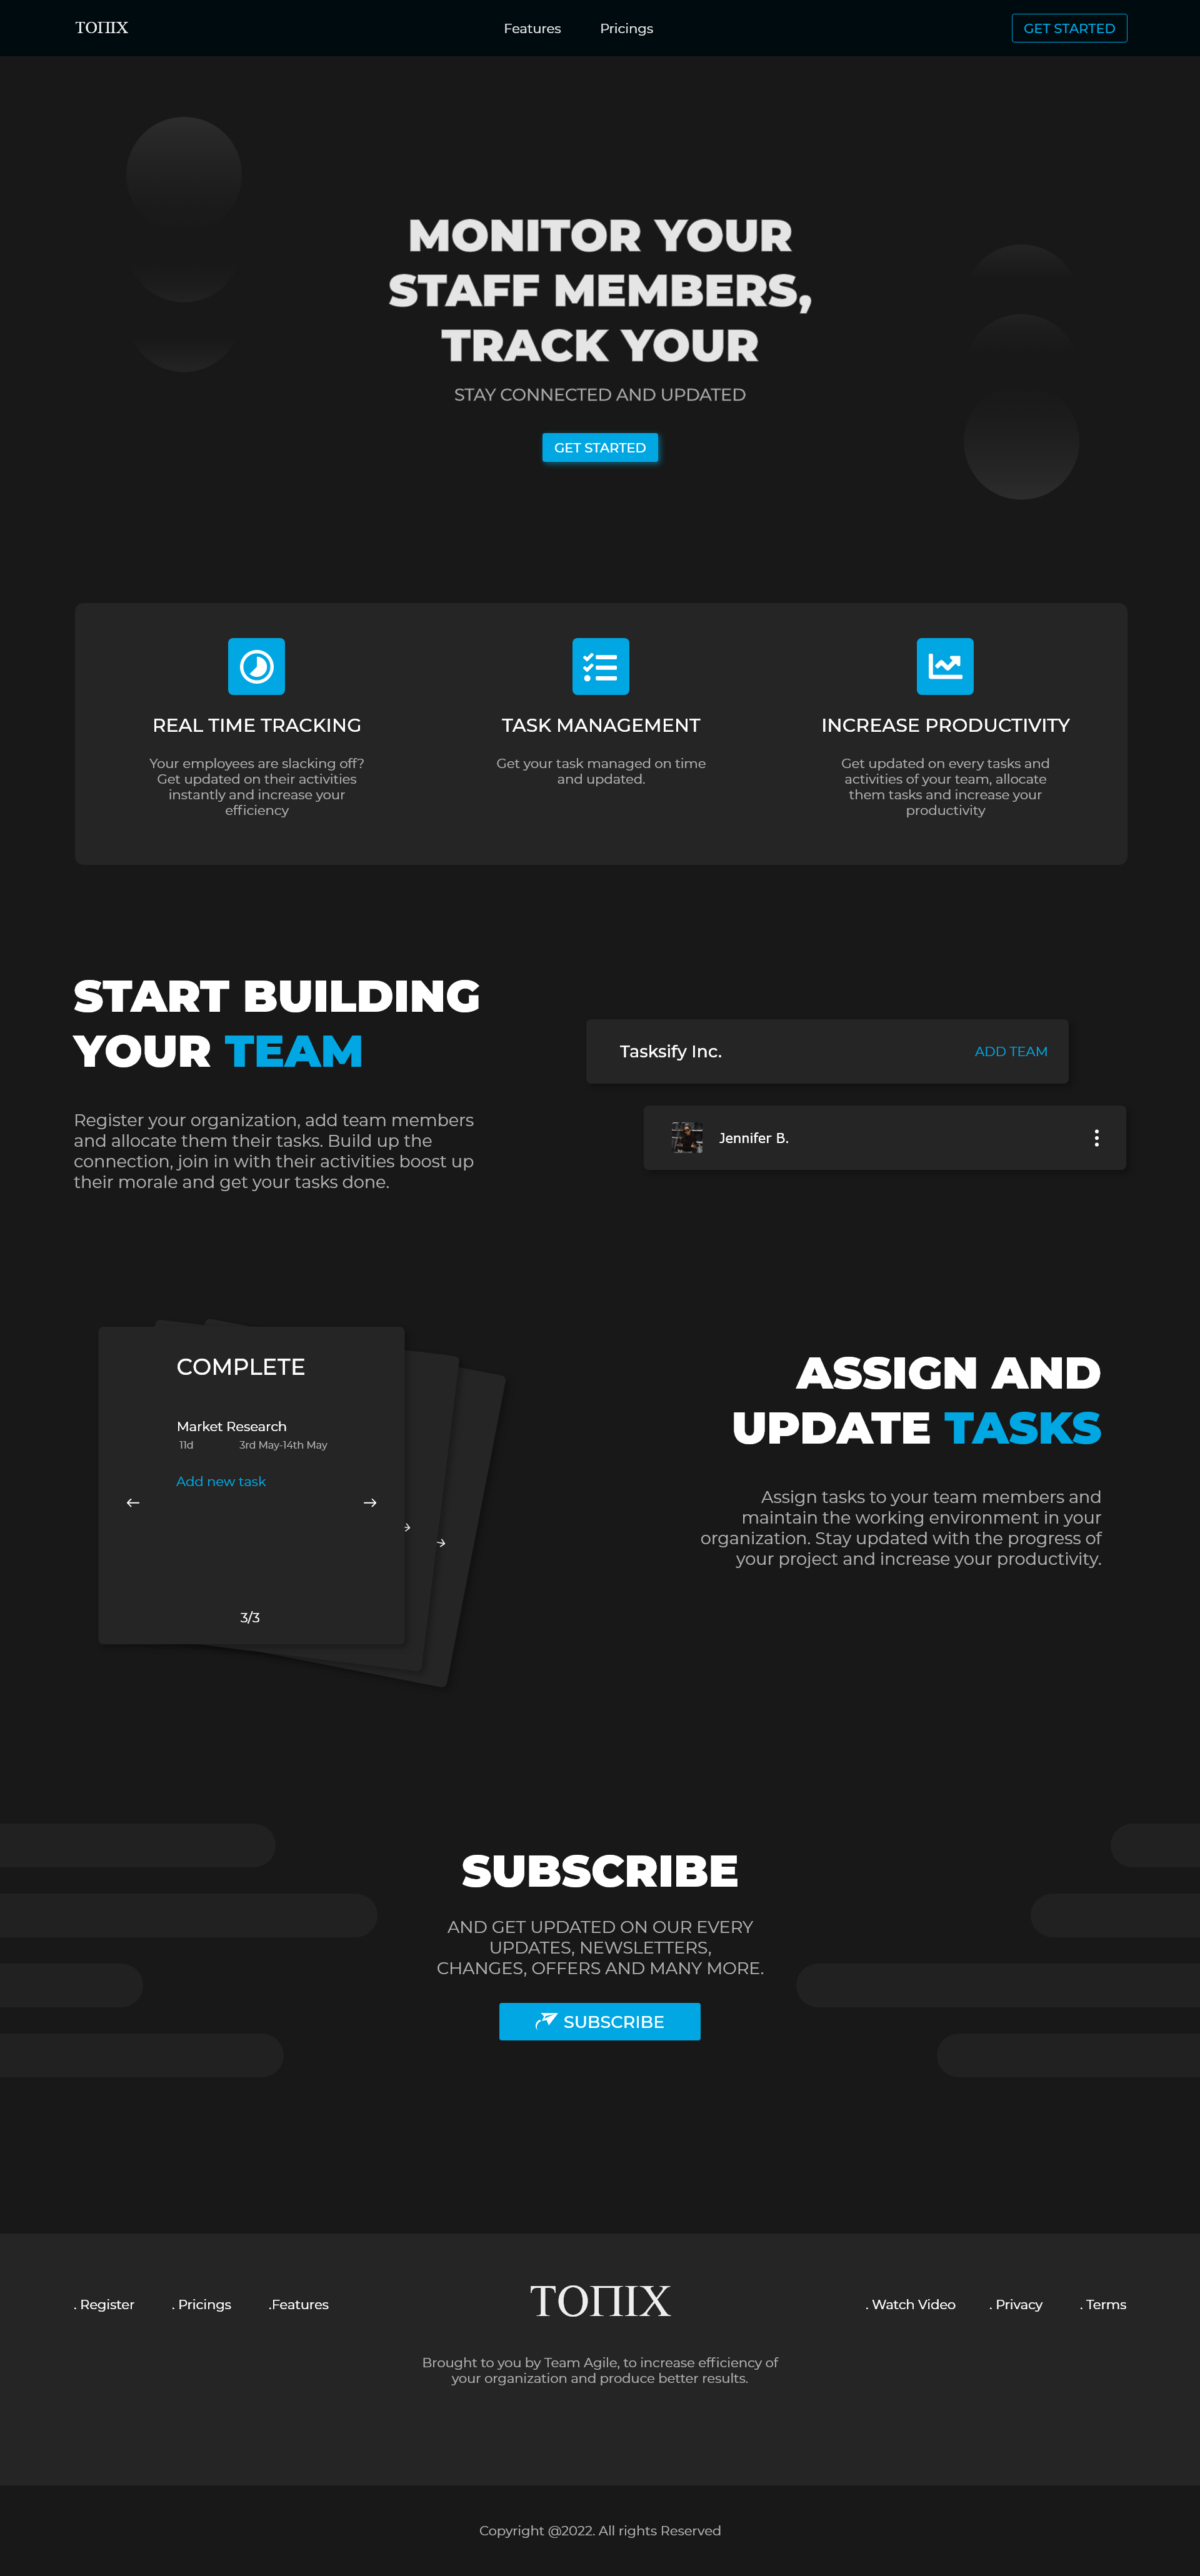 ΤΟΠΙΧ
Features
Pricings
GET STARTED
MONITOR YOUR
STAFF MEMBERS,
TRACK YOUR
STAY CONNECTED AND UPDATED
GET STARTED
REAL TIME TRACKING
Your employees are slacking off?
Get updated on their activities
instantly and increase your
efficiency
TASK MANAGEMENT
Get your task managed on time
and updated.
INCREASE PRODUCTIVITY
Get updated on every tasks and
activities of your team, allocate
them tasks and increase your
productivity
START BUILDING
YOUR TEAM
Register your organization, add team members
and allocate them their tasks. Build up the
connection, join in with their activities boost up
their morale and get your tasks done.
Tasksify Inc.
ADD TEAM
Jennifer B.
COMPLETE
Market Research
11d
3rd May-14th May
Add new task
3/3
ASSIGN AND
UPDATE TASKS
Assign tasks to your team members and
maintain the working environment in your
organization. Stay updated with the progress of
your project and increase your productivity.
SUBSCRIBE
AND GET UPDATED ON OUR EVERY
UPDATES, NEWSLETTERS,
CHANGES, OFFERS AND MANY MORE.
SUBSCRIBE
. Register
. Pricings
.Features
ΤΟΠΙΧ
. Watch Video
. Privacy
. Terms
Brought to you by Team Agile, to increase efficiency of
your organization and produce better results.
Copyright @2022. All rights Reserved